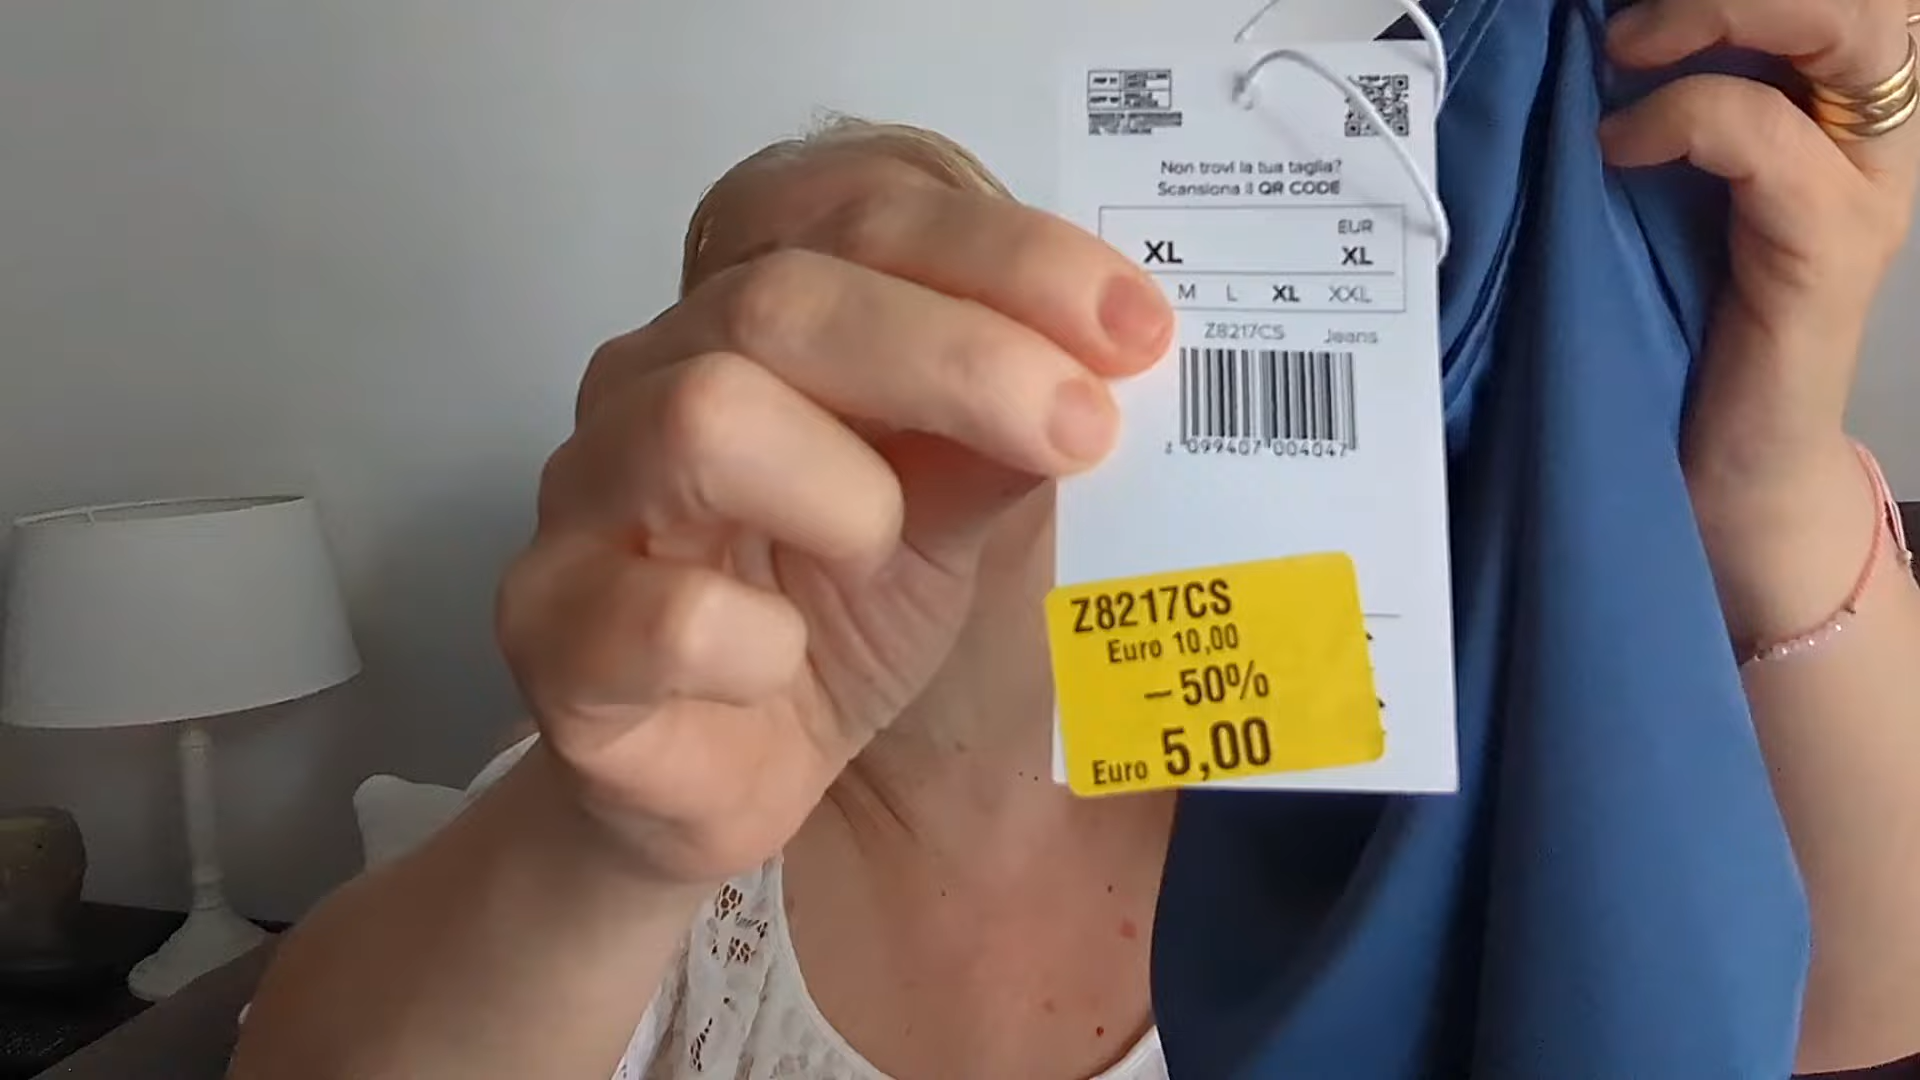 Non trovi la tua taglia?
Scansiona il QR CODE
EUR
XL XL
M L XL XXL
Z8217CS Jeans
099407 004047
Z8217CS
Euro 10,00
– 50%
Euro 5,00